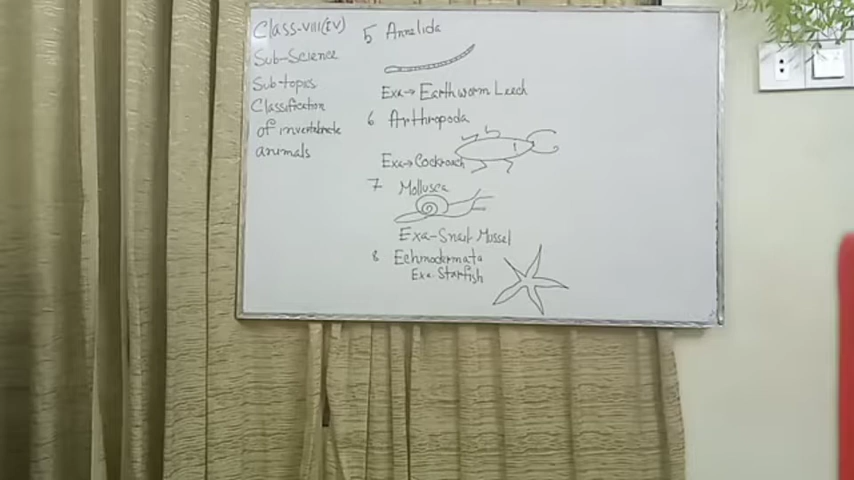 Class-VIII(IV)
Sub-Science
Sub-topics
Classification
of invertebrate
animals
5 Annelida
Exa→ Earthworm Leech
6 Arthropoda
Exa→ Cockroach
7 Mollusca
Exa-Snail Mussel
8 Echinodermata
Exa Starfish